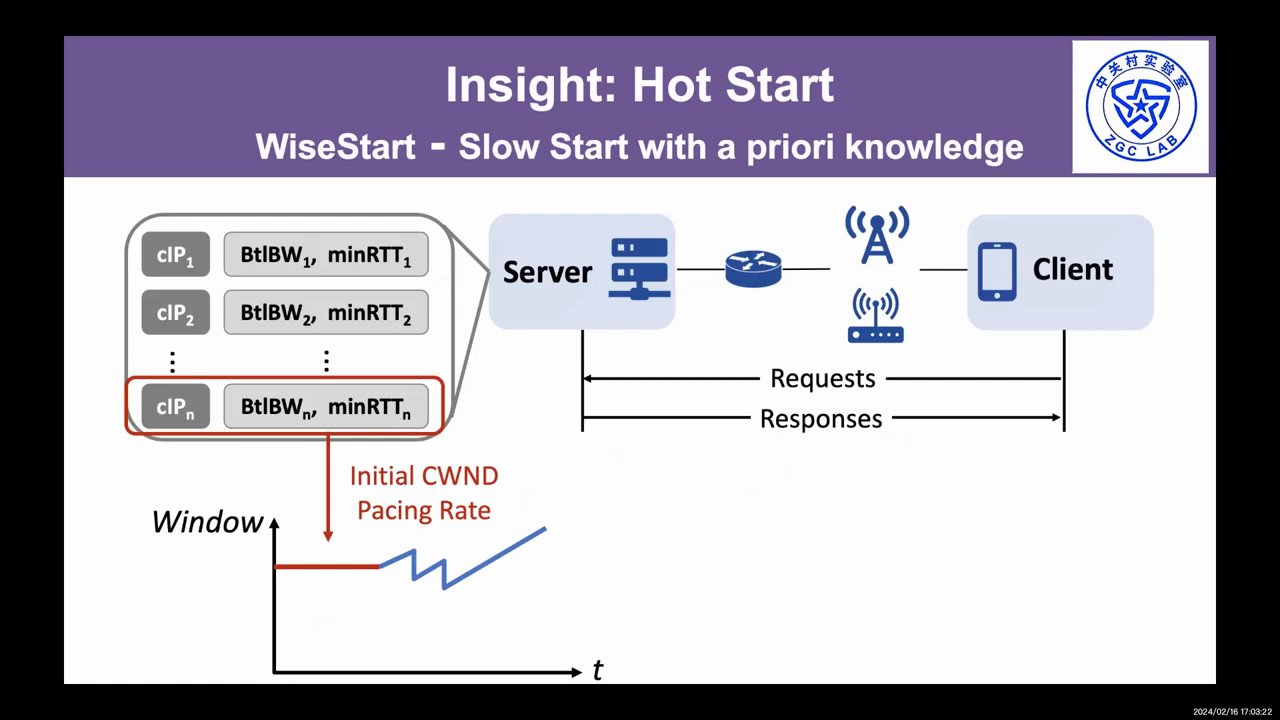 Insight: Hot Start
WiseStart - Slow Start with a priori knowledge
中关村实验室
ZGC LAB
cIP1 BtlBW1, minRTT1
cIP2 BtlBW2, minRTT2
⋮ ⋮
cIPn BtlBWn, minRTTn
Server
Client
Requests
Responses
Initial CWND
Pacing Rate
Window
t
2024/02/16 17:03:22